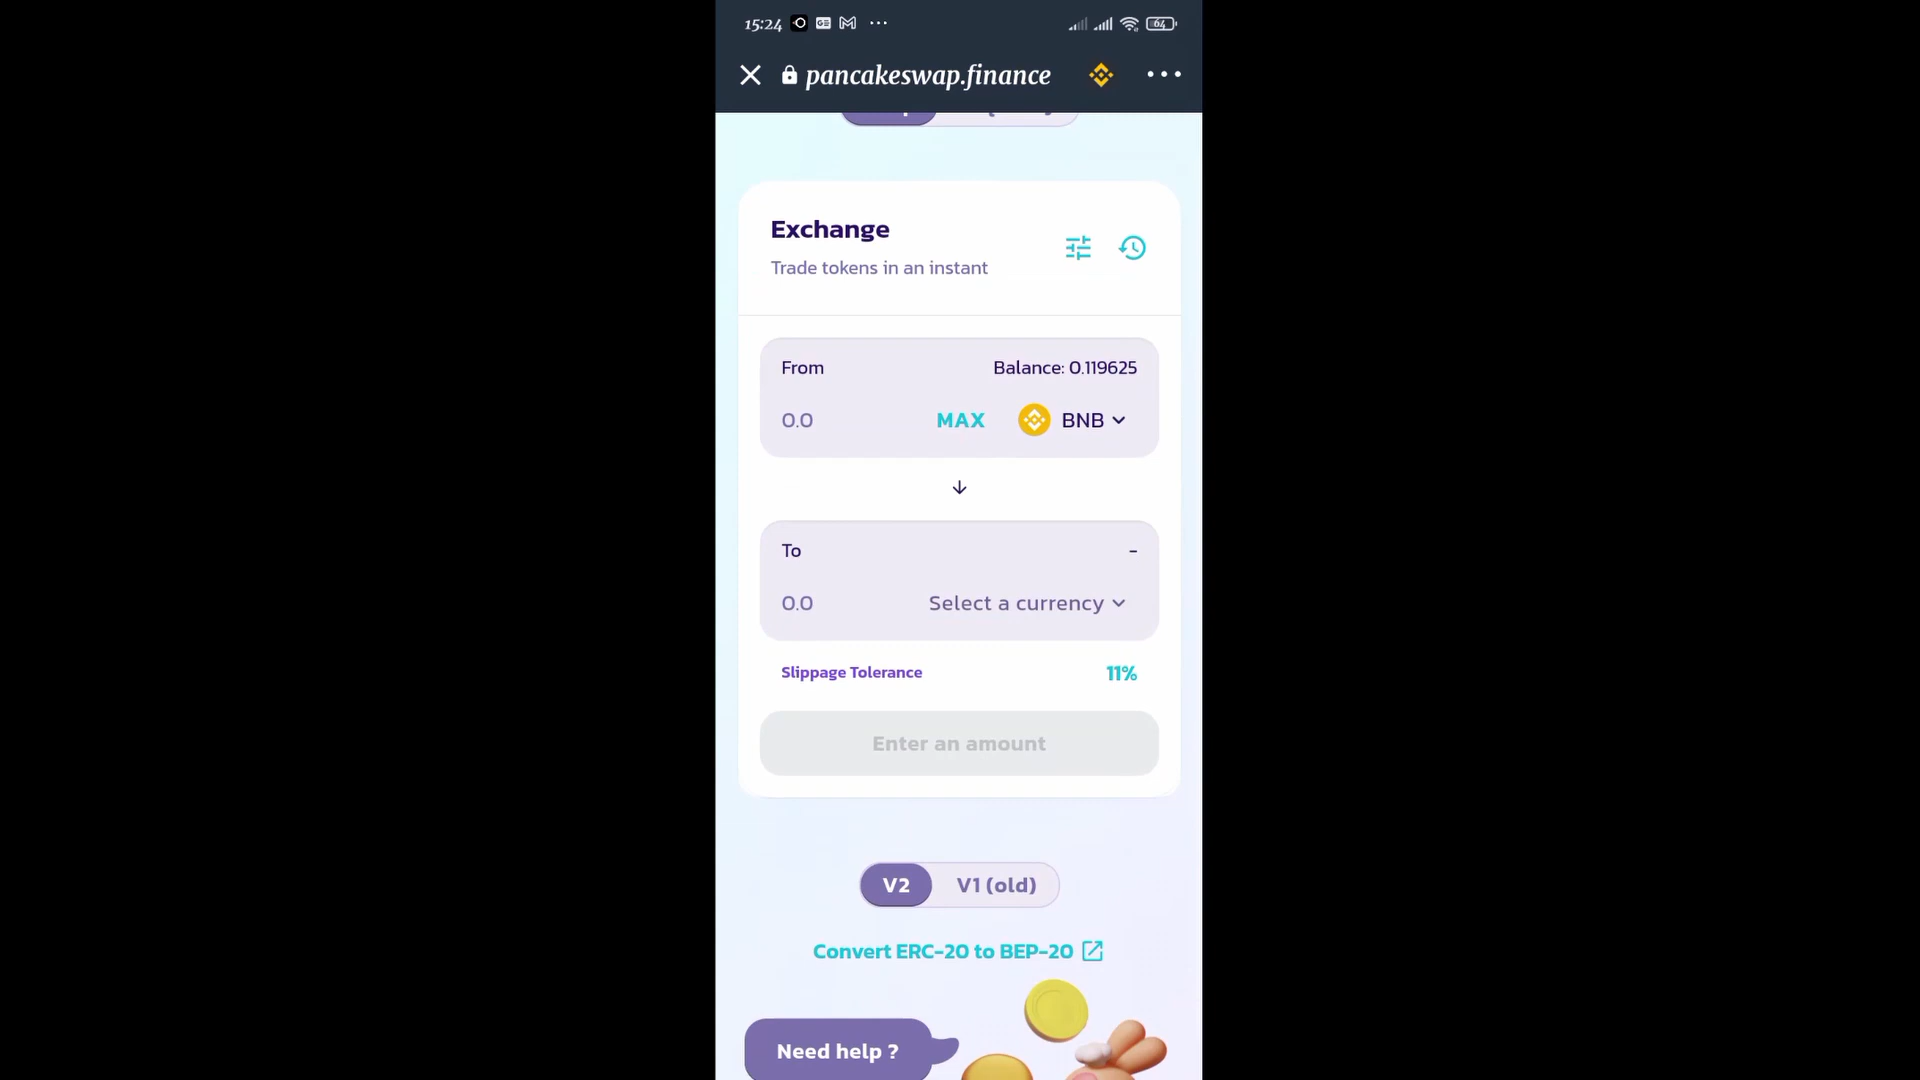 15:24 64
pancakeswap.finance
Exchange
Trade tokens in an instant
From Balance: 0.119625
0.0 MAX BNB
To -
0.0 Select a currency
Slippage Tolerance 11%
Enter an amount
V2 V1 (old)
Convert ERC-20 to BEP-20
Need help ?